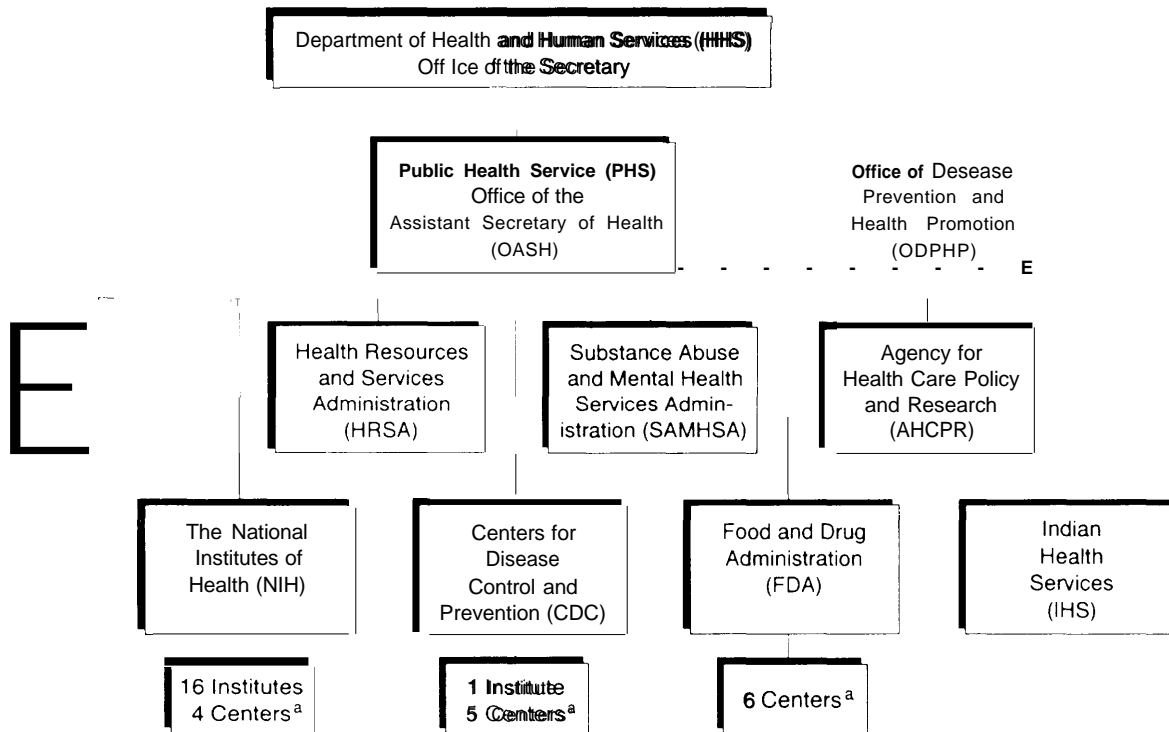 Department of Health and Human Services (HHS)
Off Ice of the Secretary
Public Health Service (PHS)
Office of the
Assistant Secretary of Health
(OASH)
Office of Desease
Prevention and
Health Promotion
(ODPHP)
E
E
Health Resources
and Services
Administration
(HRSA)
Substance Abuse
and Mental Health
Services Admin-
istration (SAMHSA)
Agency for
Health Care Policy
and Research
(AHCPR)
The National
Institutes of
Health (NIH)
Centers for
Disease
Control and
Prevention (CDC)
Food and Drug
Administration
(FDA)
Indian
Health
Services
(IHS)
16 Institutes
4 Centers a
1 Institute
5 Centers a
6 Centers a